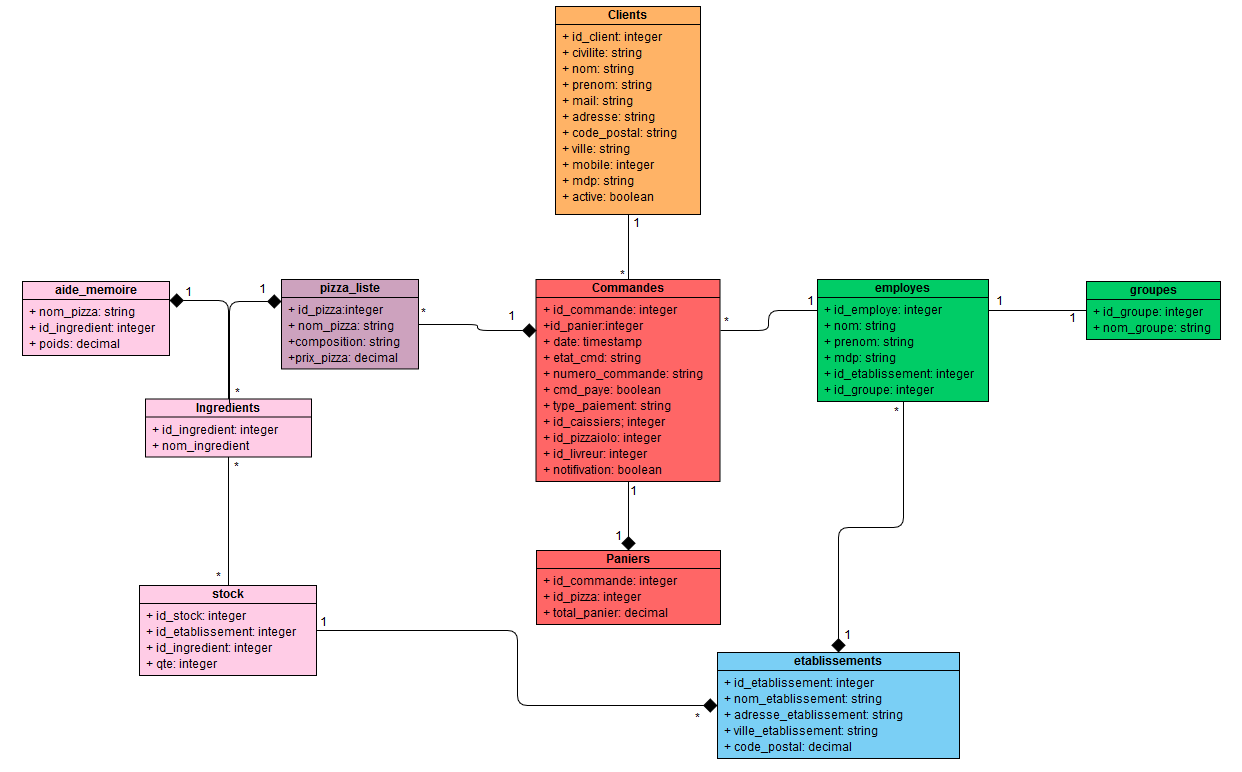 Clients
+ id_client: integer
+ civilite: string
+ nom: string
+ prenom: string
+ mail: string
+ adresse: string
+ code_postal: string
+ ville: string
+ mobile: integer
+ mdp: string
+ active: boolean
1
*
aide_memoire
+ nom_pizza: string
+ id_ingredient: integer
+ poids: decimal
1
1
pizza_liste
+ id_pizza:integer
+ nom_pizza: string
+composition: string
+prix_pizza: decimal
*
1
Commandes
+ id_commande: integer
+id_panier:integer
+ date: timestamp
+ etat_cmd: string
+ numero_commande: string
+ cmd_paye: boolean
+ type_paiement: string
+ id_caissiers; integer
+ id_pizzaiolo: integer
+ id_livreur: integer
+ notifivation: boolean
*
1
employes
+ id_employe: integer
+ nom: string
+ prenom: string
+ mdp: string
+ id_etablissement: integer
+ id_groupe: integer
1
1
groupes
+ id_groupe: integer
+ nom_groupe: string
*
Ingredients
+ id_ingredient: integer
+ nom_ingredient
*
*
*
1
1
Paniers
+ id_commande: integer
+ id_pizza: integer
+ total_panier: decimal
stock
+ id_stock: integer
+ id_etablissement: integer
+ id_ingredient: integer
+ qte: integer
1
*
1
etablissements
+ id_etablissement: integer
+ nom_etablissement: string
+ adresse_etablissement: string
+ ville_etablissement: string
+ code_postal: decimal